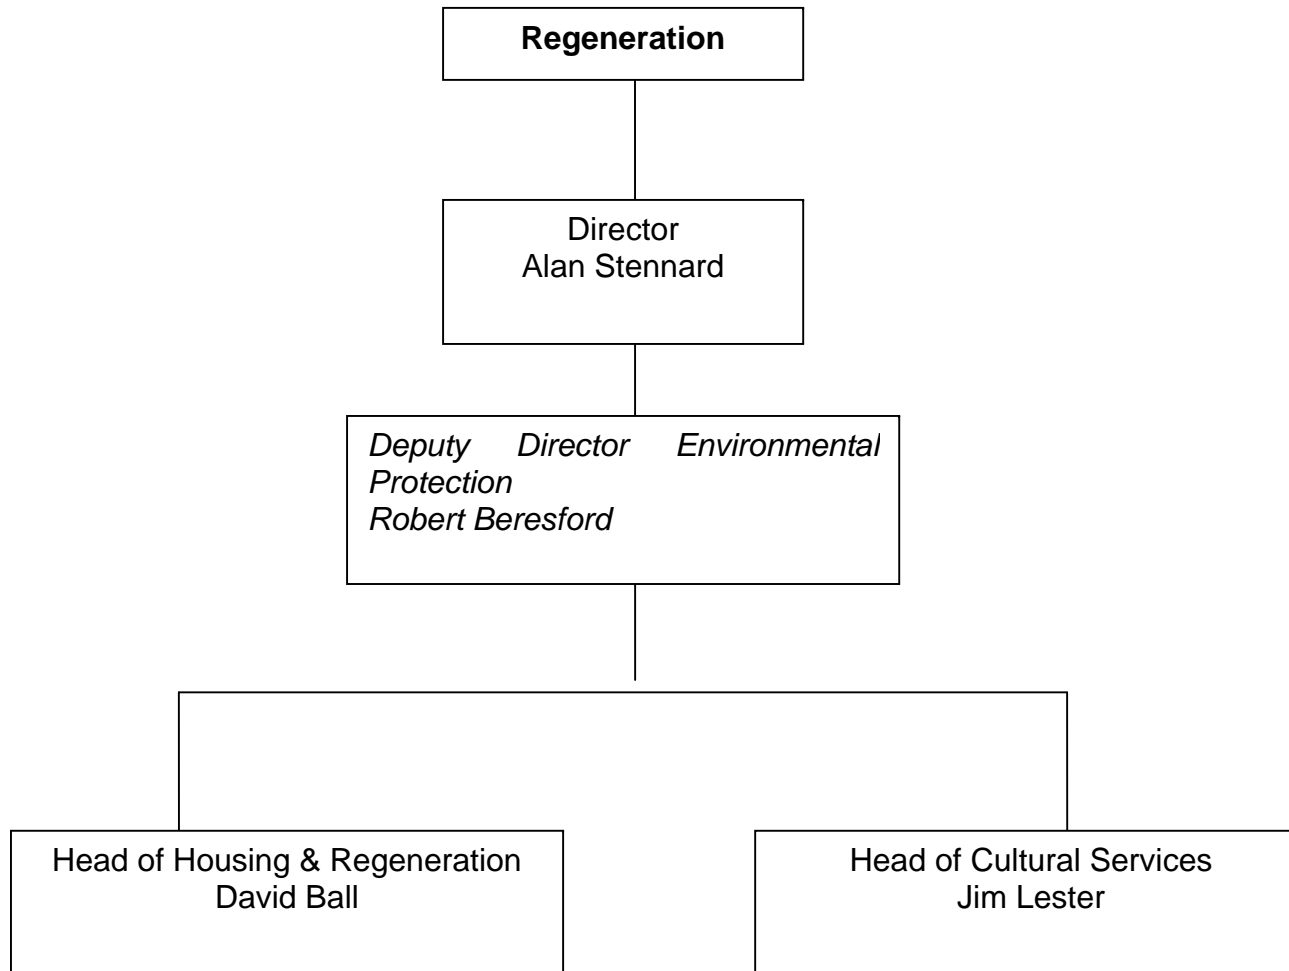 Regeneration
Director
Alan Stennard
Deputy Director Environmental
Protection
Robert Beresford
Head of Housing & Regeneration
David Ball
Head of Cultural Services
Jim Lester